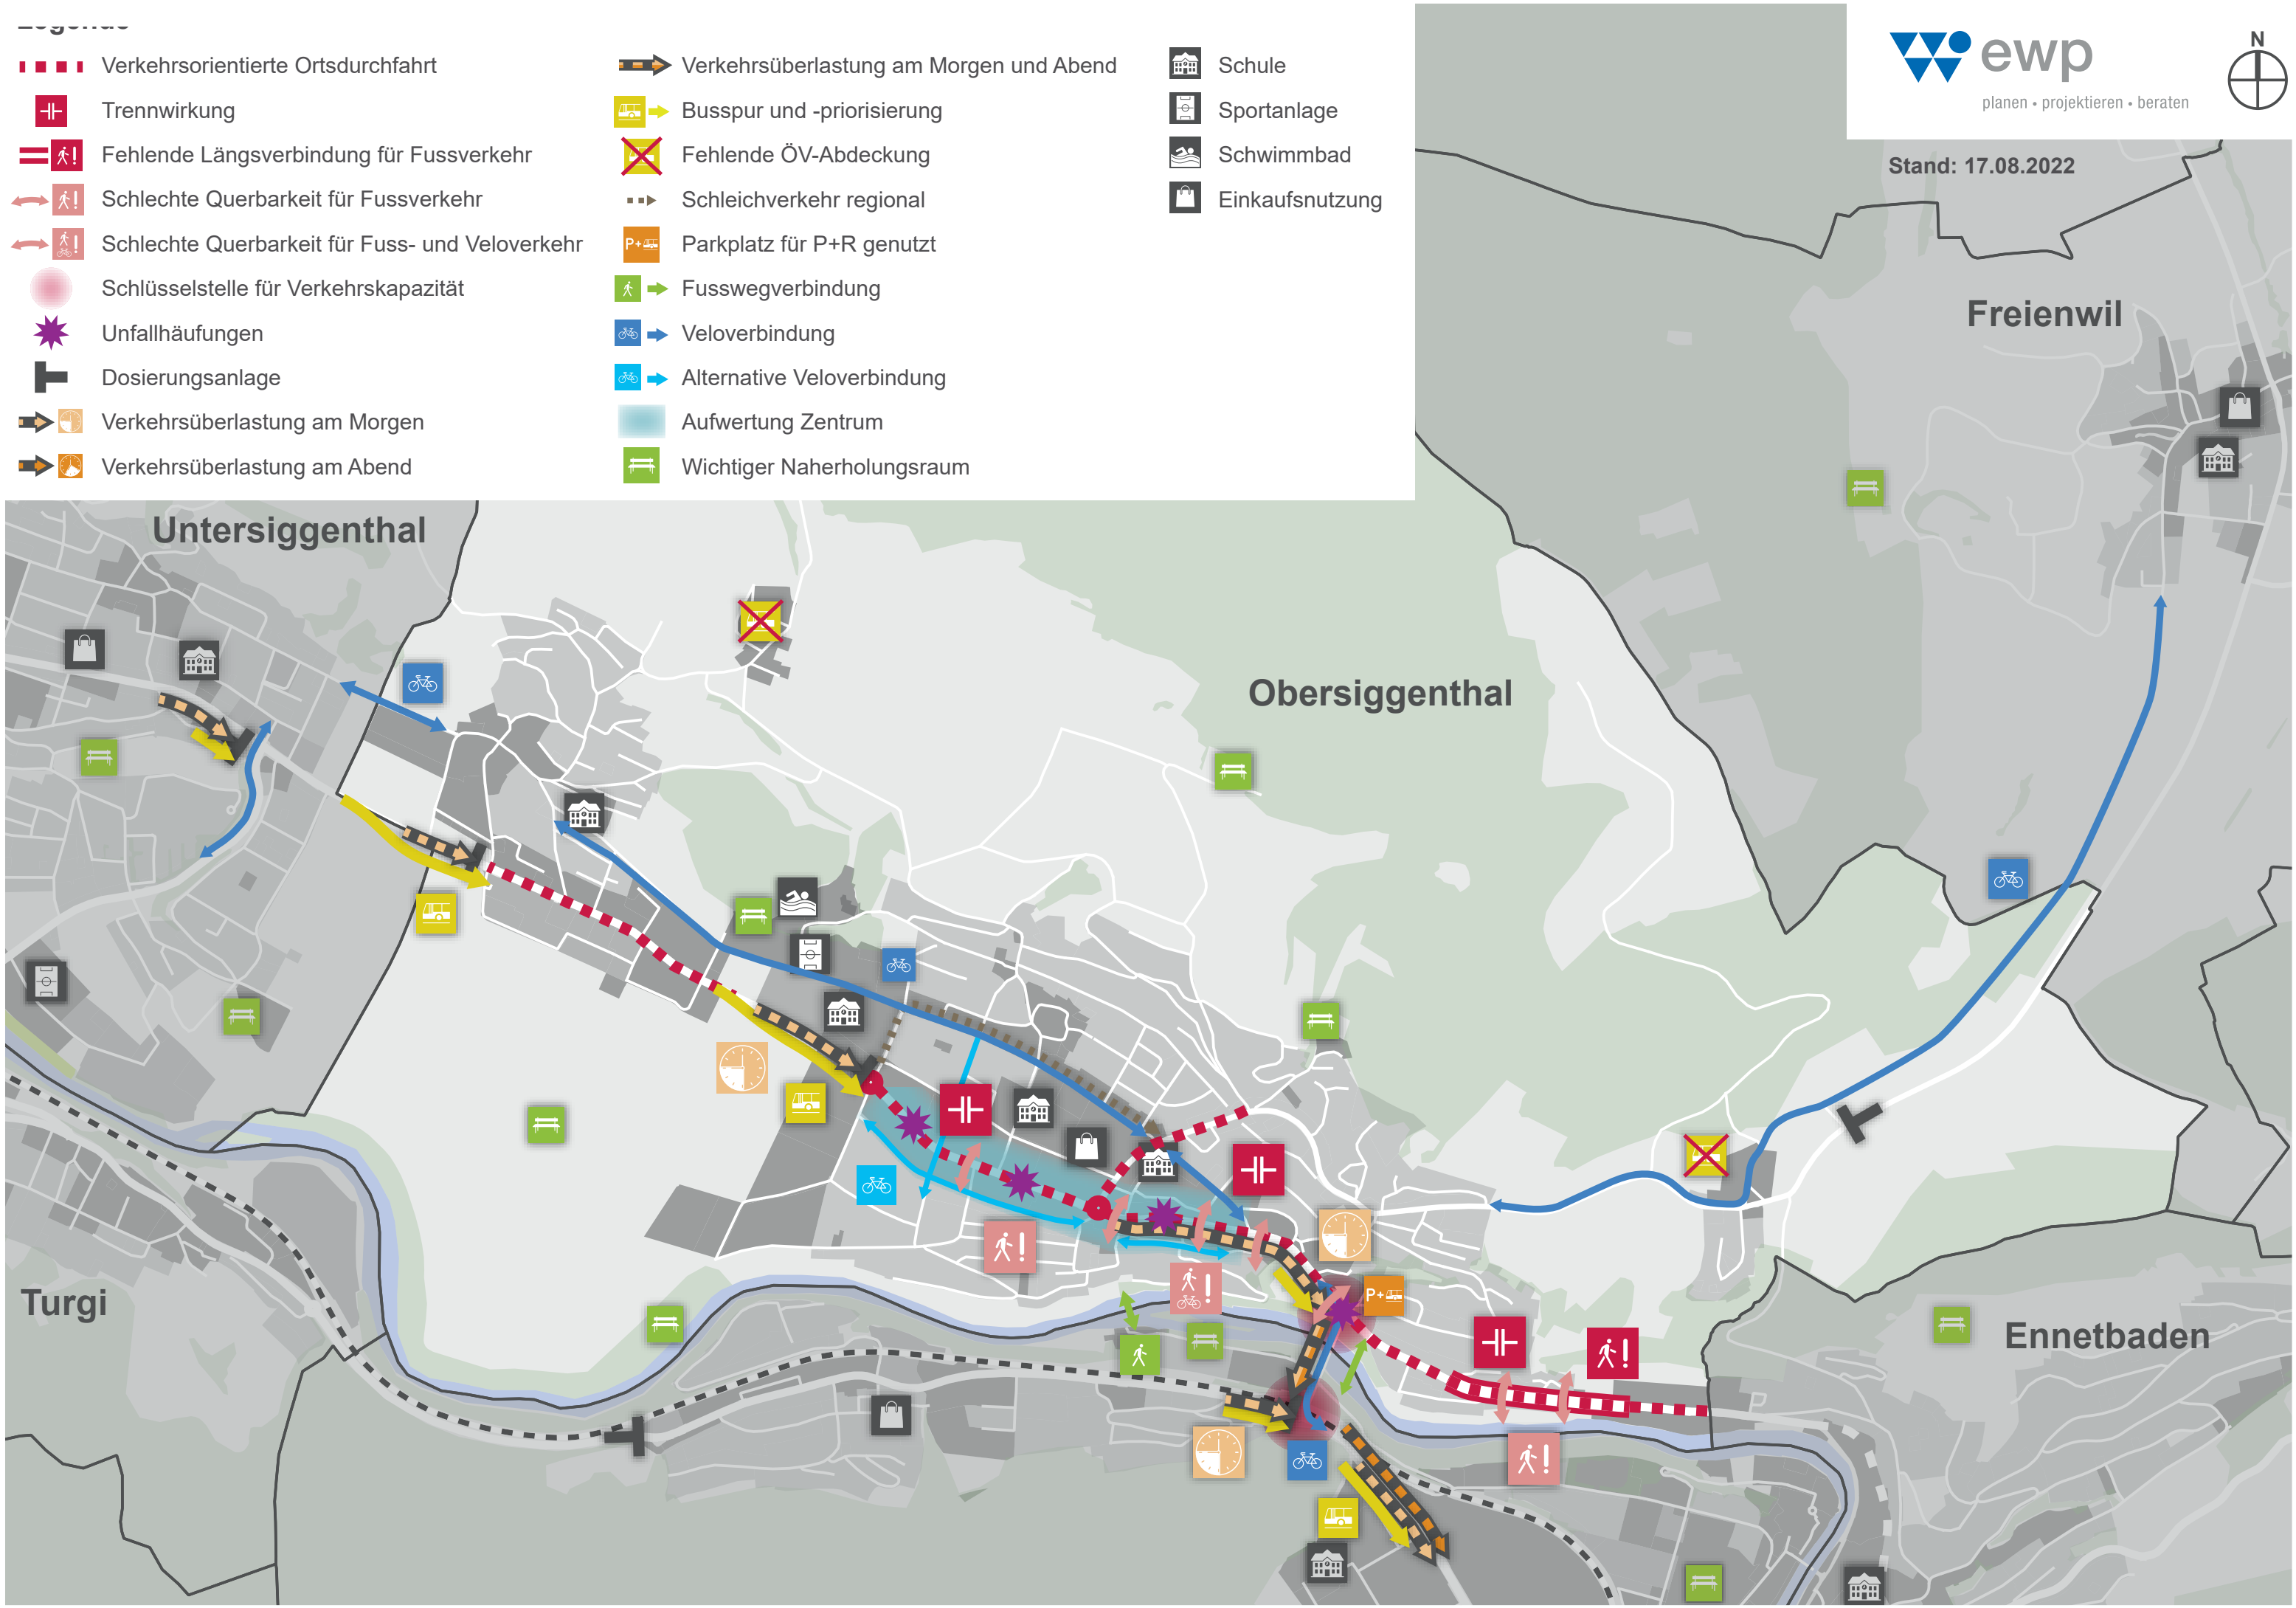 Legende
Verkehrsorientierte Ortsdurchfahrt
Trennwirkung
Fehlende Längsverbindung für Fussverkehr
Schlechte Querbarkeit für Fussverkehr
Schlechte Querbarkeit für Fuss- und Veloverkehr
Schlüsselstelle für Verkehrskapazität
Unfallhäufungen
Dosierungsanlage
Verkehrsüberlastung am Morgen
Verkehrsüberlastung am Abend
Verkehrsüberlastung am Morgen und Abend
Busspur und -priorisierung
Fehlende ÖV-Abdeckung
Schleichverkehr regional
P+
Parkplatz für P+R genutzt
Fusswegverbindung
Veloverbindung
Alternative Veloverbindung
Aufwertung Zentrum
Wichtiger Naherholungsraum
Schule
Sportanlage
Schwimmbad
Einkaufsnutzung
ewp
planen • projektieren • beraten
N
Stand: 17.08.2022
Freienwil
Untersiggenthal
Obersiggenthal
P+
Turgi
Ennetbaden